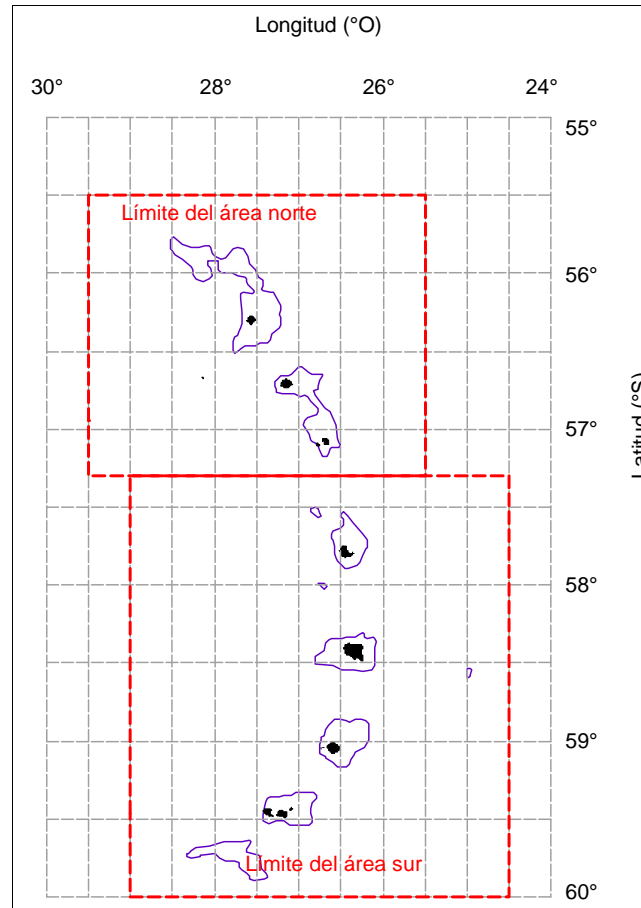 Longitud (°O)
30°
28°
26°
24°
55°
Límite del área norte
56°
Latitud (°S)
57°
58°
59°
Límite del área sur
60°